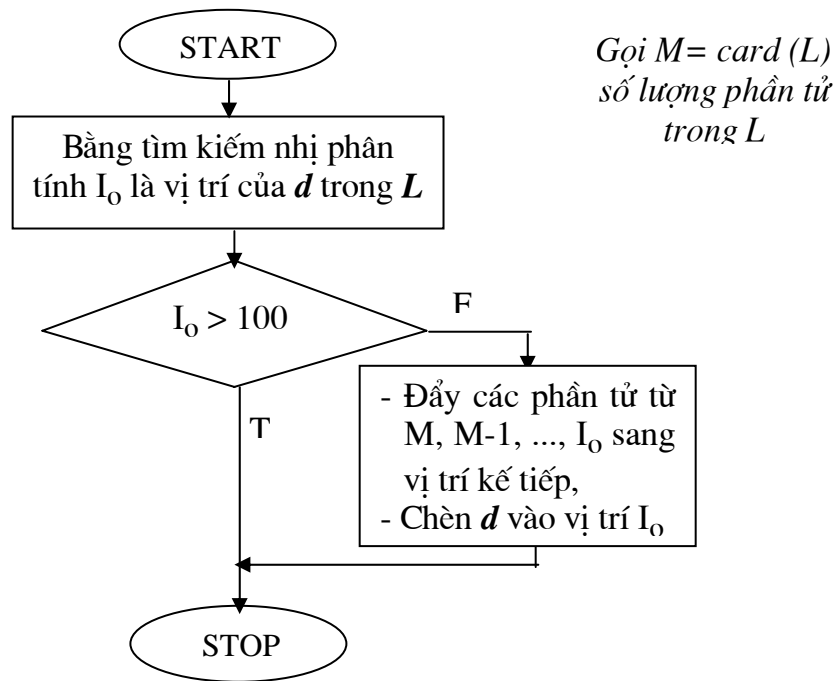 START
Gọi M= card (L)
số lượng phần tử
trong L
Bằng tìm kiếm nhị phân
tính Io là vị trí của d trong L
Io > 100
F
T
- Đẩy các phần tử từ
M, M-1, ..., Io sang
vị trí kế tiếp,
- Chèn d vào vị trí Io
STOP